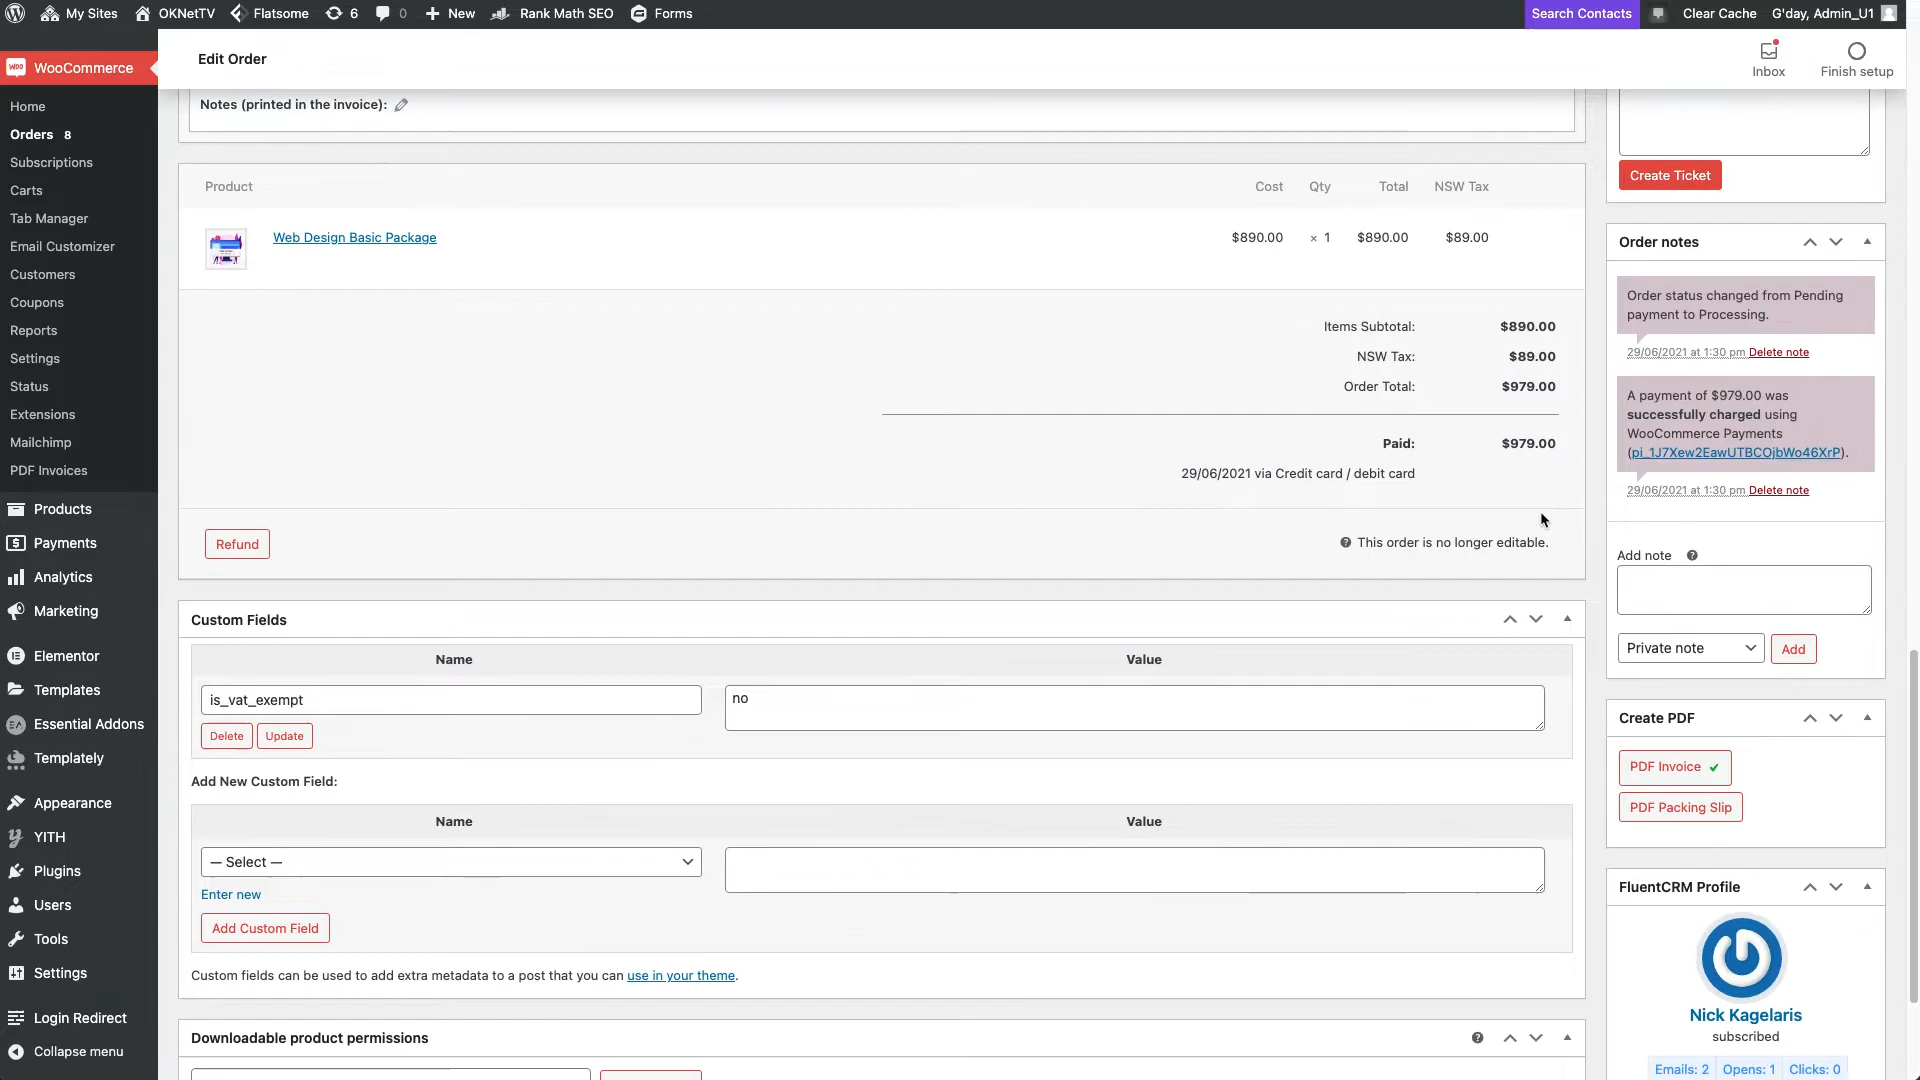 My Sites
OKNetTV
Flatsome
6
0
New
Rank Math SEO
Forms
Search Contacts
Clear Cache
G'day, Admin_U1
WooCommerce
Home
Orders 8
Subscriptions
Carts
Tab Manager
Email Customizer
Customers
Coupons
Reports
Settings
Status
Extensions
Mailchimp
PDF Invoices
Products
Payments
Analytics
Marketing
Elementor
Templates
Essential Addons
Templately
Appearance
YITH
Plugins
Users
Tools
Settings
Login Redirect
Collapse menu
Edit Order
Inbox
Finish setup
Notes (printed in the invoice):
Product Cost Qty Total NSW Tax
Web Design Basic Package $890.00 × 1 $890.00 $89.00
Items Subtotal: $890.00
NSW Tax: $89.00
Order Total: $979.00
Paid: $979.00
29/06/2021 via Credit card / debit card
Refund
This order is no longer editable.
Custom Fields
Name Value
is_vat_exempt no
Delete Update
Add New Custom Field:
Name Value
— Select —
Enter new
Add Custom Field
Custom fields can be used to add extra metadata to a post that you can use in your theme.
Downloadable product permissions
Create Ticket
Order notes
Order status changed from Pending
payment to Processing.
29/06/2021 at 1:30 pm Delete note
A payment of $979.00 was
successfully charged using
WooCommerce Payments
(pi_1J7Xew2EawUTBCOjbWo46XrP).
29/06/2021 at 1:30 pm Delete note
Add note
Private note Add
Create PDF
PDF Invoice
PDF Packing Slip
FluentCRM Profile
Nick Kagelaris
subscribed
Emails: 2 Opens: 1 Clicks: 0